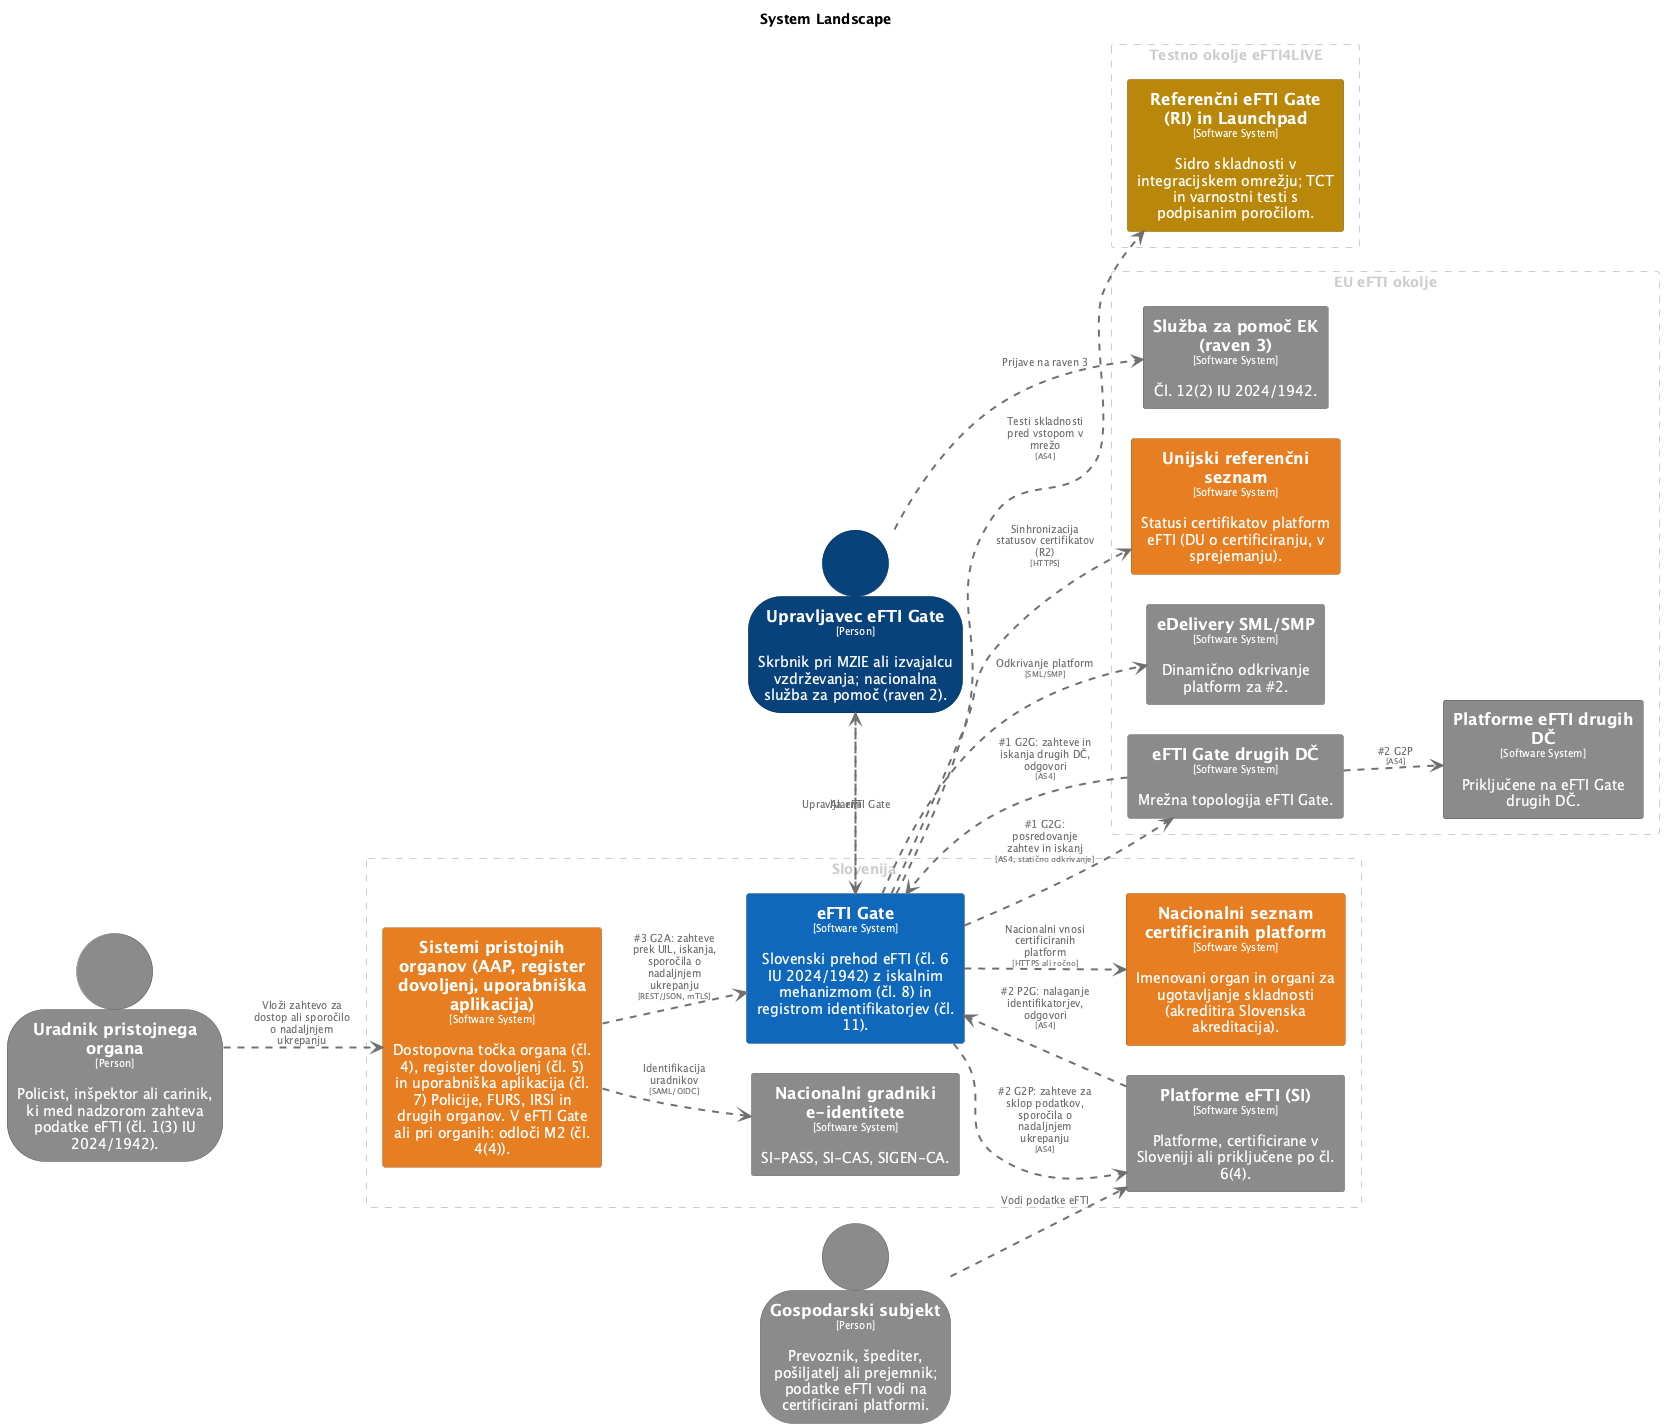 System Landscape
Testno okolje eFTI4LIVE
Referenčni eFTI Gate
(RI) in Launchpad
[Software System]
Sidro skladnosti v
integracijskem omrežju; TCT
in varnostni testi s
podpisanim poročilom.
EU eFTI okolje
Služba za pomoč EK
(raven 3)
[Software System]
Čl. 12(2) IU 2024/1942.
Prijave na raven 3
Testi skladnosti
pred vstopom v
mrežo
[AS4]
Unijski referenčni
seznam
[Software System]
Statusi certifikatov platform
eFTI (DU o certificiranju, v
sprejemanju).
Sinhronizacija
statusov certifikatov
(R2)
[HTTPS]
Upravljavec eFTI Gate
[Person]
Skrbnik pri MZIE ali izvajalcu
vzdrževanja; nacionalna
služba za pomoč (raven 2).
eDelivery SML/SMP
[Software System]
Dinamično odkrivanje
platform za #2.
Odkrivanje platform
[SML/SMP]
eFTI Gate drugih DČ
[Software System]
Mrežna topologija eFTI Gate.
#2 G2P
[AS4]
Platforme eFTI drugih
DČ
[Software System]
Priključene na eFTI Gate
drugih DČ.
#1 G2G: zahteve in
iskanja drugih DČ,
odgovori
[AS4]
Upravlja eFTI Gate
#1 G2G:
posredovanje
zahtev in iskanj
[AS4, statično odkrivanje]
Slovenija
eFTI Gate
[Software System]
Slovenski prehod eFTI (čl. 6
IU 2024/1942) z iskalnim
mehanizmom (čl. 8) in
registrom identifikatorjev (čl.
11).
Nacionalni vnosi
certificiranih
platform
[HTTPS ali ročno]
Nacionalni seznam
certificiranih platform
[Software System]
Imenovani organ in organi za
ugotavljanje skladnosti
(akreditira Slovenska
akreditacija).
Sistemi pristojnih
organov (AAP, register
dovoljenj, uporabniška
aplikacija)
[Software System]
Dostopovna točka organa (čl.
4), register dovoljenj (čl. 5)
in uporabniška aplikacija (čl.
7) Policije, FURS, IRSI in
drugih organov. V eFTI Gate
ali pri organih: odloči M2 (čl.
4(4)).
#3 G2A: zahteve
prek UIL, iskanja,
sporočila o
nadaljnjem
ukrepanju
[REST/JSON, mTLS]
Uradnik pristojnega
organa
[Person]
Policist, inšpektor ali carinik,
ki med nadzorom zahteva
podatke eFTI (čl. 1(3) IU
2024/1942).
Vloži zahtevo za
dostop ali sporočilo
o nadaljnjem
ukrepanju
Identifikacija
uradnikov
[SAML/OIDC]
Nacionalni gradniki
e-identitete
[Software System]
SI-PASS, SI-CAS, SIGEN-CA.
#2 P2G: nalaganje
identifikatorjev,
odgovori
[AS4]
#2 G2P: zahteve za
sklop podatkov,
sporočila o
nadaljnjem
ukrepanju
[AS4]
Platforme eFTI (SI)
[Software System]
Platforme, certificirane v
Sloveniji ali priključene po čl.
6(4).
Vodi podatke eFTI
Gospodarski subjekt
[Person]
Prevoznik, špediter,
pošiljatelj ali prejemnik;
podatke eFTI vodi na
certificirani platformi.